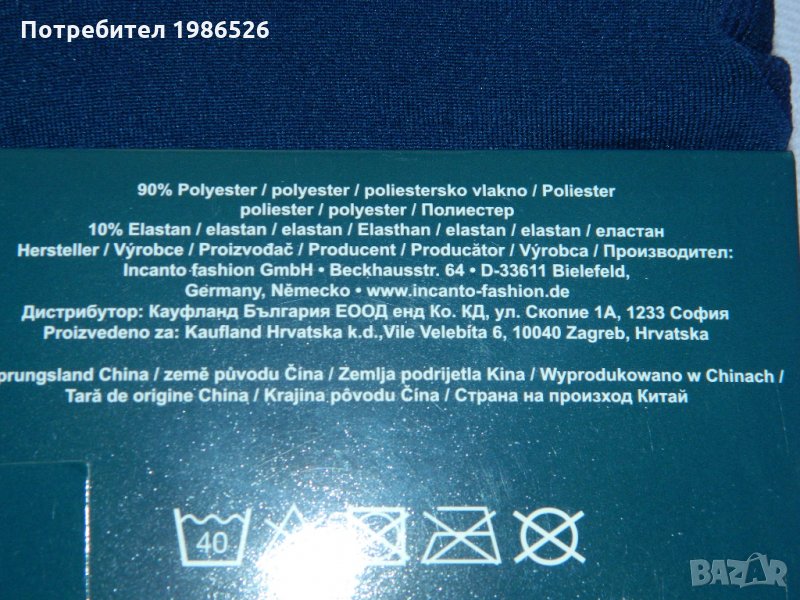 Потребител 1986526
90% Polyester / polyester / poliestersko vlakno / Poliester
poliester / polyester / Полиестер
10% Elastan / elastan / elastan / Elasthan / elastan / elastan / еластан
Hersteller / Výrobce / Proizvođač / Producent / Producător / Výrobca / Производител:
Incanto fashion GmbH • Beckhausstr. 64 • D-33611 Bielefeld,
Germany, Německo • www.incanto-fashion.de
Дистрибутор: Кауфланд България ЕООД енд Ко. КД, ул. Скопие 1А, 1233 София
Proizvedeno za: Kaufland Hrvatska k.d.,Vile Velebita 6, 10040 Zagreb, Hrvatska
prungsland China / země původu Čína / Zemlja podrijetla Kina / Wyprodukowano w Chinach /
Tară de origine China / Krajina pôvodu Čína / Страна на произход Китай
40
BAZAR